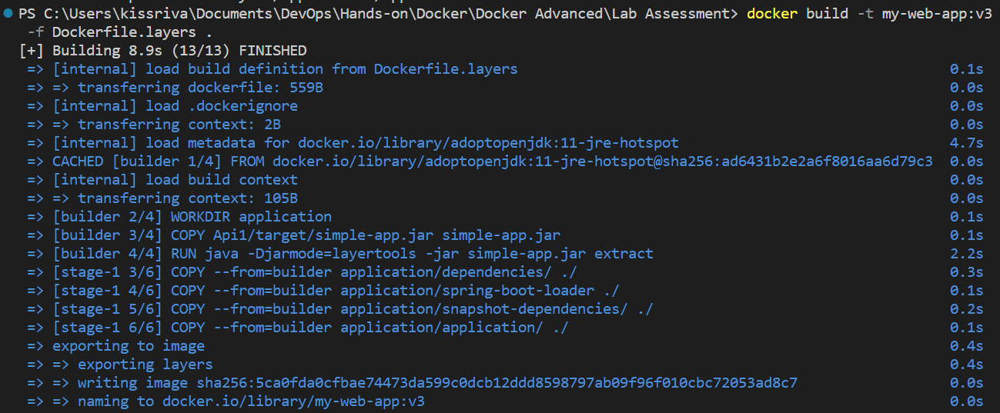 PS C:\Users\kissriva\Documents\DevOps\Hands-on\Docker\Docker Advanced\Lab Assessment> docker build -t my-web-app:v3
-f Dockerfile.layers .
[+] Building 8.9s (13/13) FINISHED
=> [internal] load build definition from Dockerfile.layers 0.1s
=> => transferring dockerfile: 559B 0.0s
=> [internal] load .dockerignore 0.0s
=> => transferring context: 2B 0.0s
=> [internal] load metadata for docker.io/library/adoptopenjdk:11-jre-hotspot 4.7s
=> CACHED [builder 1/4] FROM docker.io/library/adoptopenjdk:11-jre-hotspot@sha256:ad6431b2e2a6f8016aa6d79c3 0.0s
=> [internal] load build context 0.0s
=> => transferring context: 105B 0.0s
=> [builder 2/4] WORKDIR application 0.1s
=> [builder 3/4] COPY Api1/target/simple-app.jar simple-app.jar 0.1s
=> [builder 4/4] RUN java -Djarmode=layertools -jar simple-app.jar extract 2.2s
=> [stage-1 3/6] COPY --from=builder application/dependencies/ ./ 0.3s
=> [stage-1 4/6] COPY --from=builder application/spring-boot-loader ./ 0.1s
=> [stage-1 5/6] COPY --from=builder application/snapshot-dependencies/ ./ 0.2s
=> [stage-1 6/6] COPY --from=builder application/application/ ./ 0.1s
=> exporting to image 0.4s
=> => exporting layers 0.4s
=> => writing image sha256:5ca0fda0cfbae74473da599c0dcb12ddd8598797ab09f96f010cbc72053ad8c7 0.0s
=> => naming to docker.io/library/my-web-app:v3 0.0s